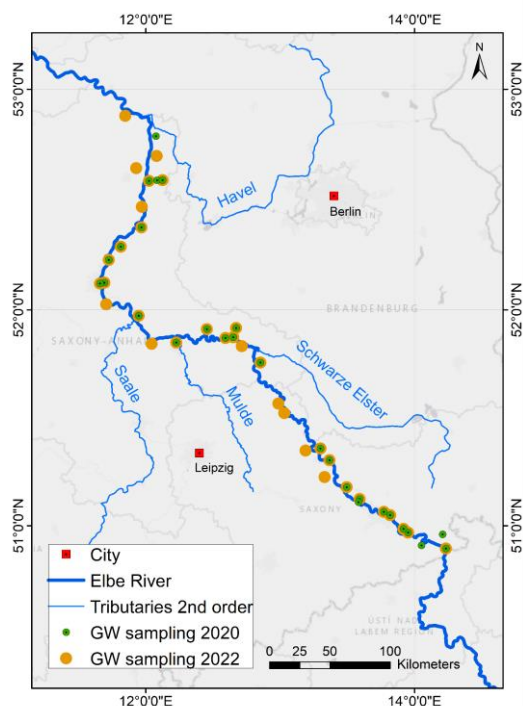 12°0'0"E
14°0'0"E
N
53°0'0"N
53°0'0"N
Havel
Berlin
52°0'0"N
52°0'0"N
BRANDENBURG
SAXONY-ANHA
Schwarze Elster
Saale
Mulde
Leipzig
51°0'0"N
51°0'0"N
SAXONY
City
Elbe River
Tributaries 2nd order
GW sampling 2020
GW sampling 2022
ÚSTÍ NAD
LABEM REGION
0 25 50 100
Kilometers
12°0'0"E
14°0'0"E